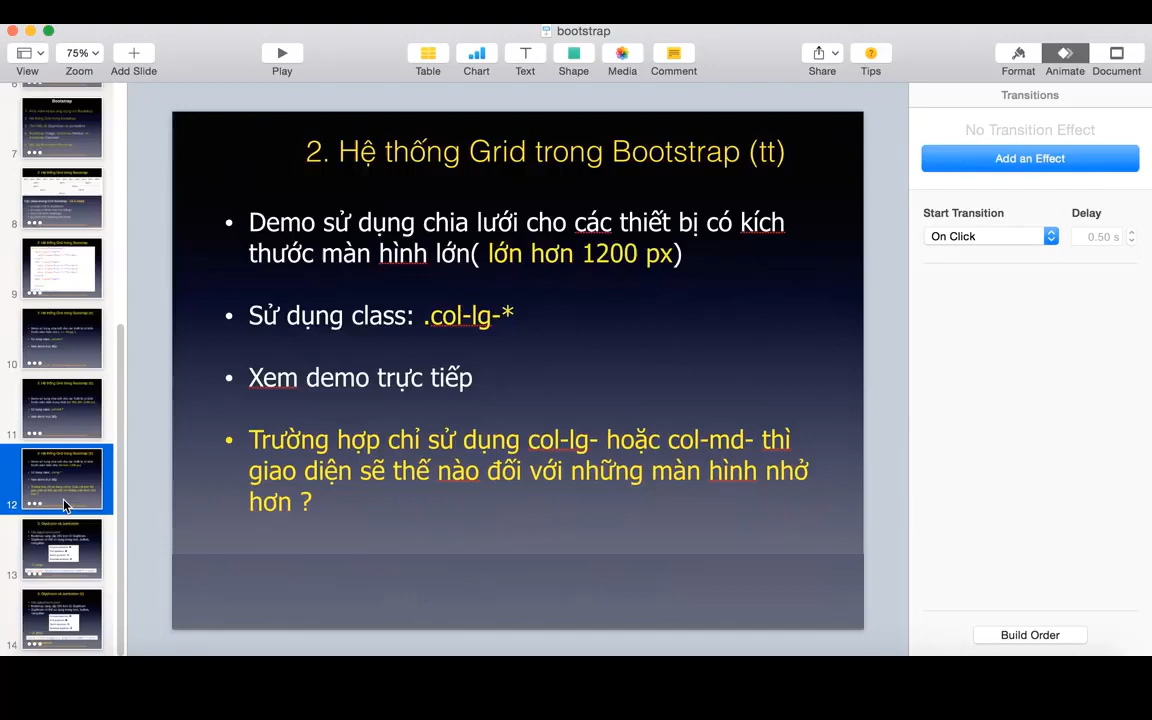 bootstrap
75%
View
Zoom
Add Slide
Play
Table
Chart
Text
Shape
Media
Comment
Share
Tips
Format
Animate
Document
Transitions
No Transition Effect
Add an Effect
Start Transition
Delay
On Click
0.50 s
Build Order
7
8
9
10
11
12
13
14
2. Hệ thống Grid trong Bootstrap (tt)
• Demo sử dụng chia lưới cho các thiết bị có kích
thước màn hình lớn( lớn hơn 1200 px)
• Sử dụng class: .col-lg-*
• Xem demo trực tiếp
• Trường hợp chỉ sử dụng col-lg- hoặc col-md- thì
giao diện sẽ thế nào đối với những màn hình nhở
hơn ?